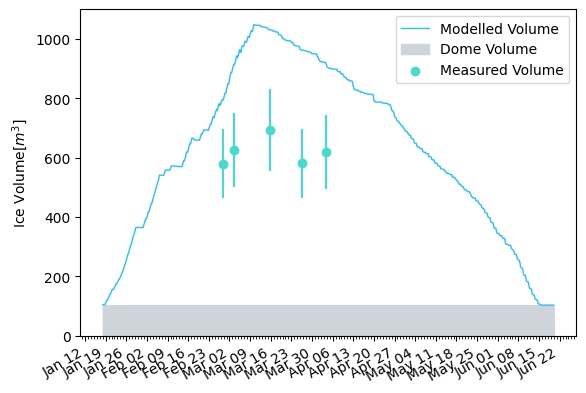 Modelled Volume
Dome Volume
Measured Volume
Ice Volume[m³]
1000
800
600
400
200
0
Jan 12
Jan 19
Jan 26
Feb 02
Feb 09
Feb 16
Feb 23
Mar 02
Mar 09
Mar 16
Mar 23
Mar 30
Apr 06
Apr 13
Apr 20
Apr 27
May 04
May 11
May 18
May 25
Jun 01
Jun 08
Jun 15
Jun 22